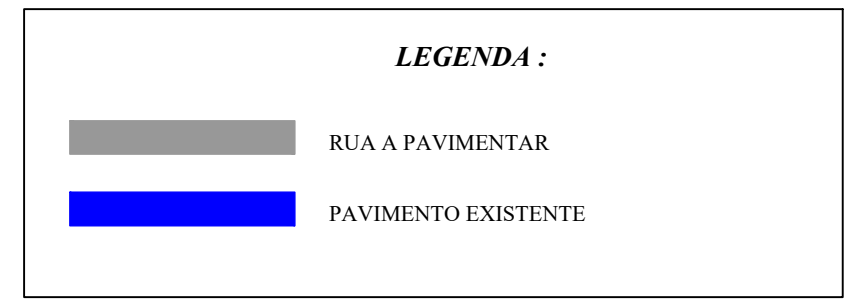 LEGENDA :
RUA A PAVIMENTAR
PAVIMENTO EXISTENTE